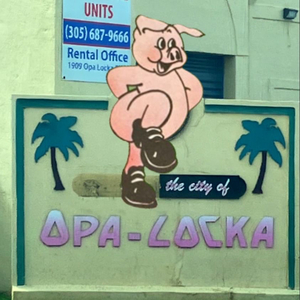 UNITS
(305) 687-9666
Rental Office
1909 Opa Locka
the city of
OPA-LOCKA